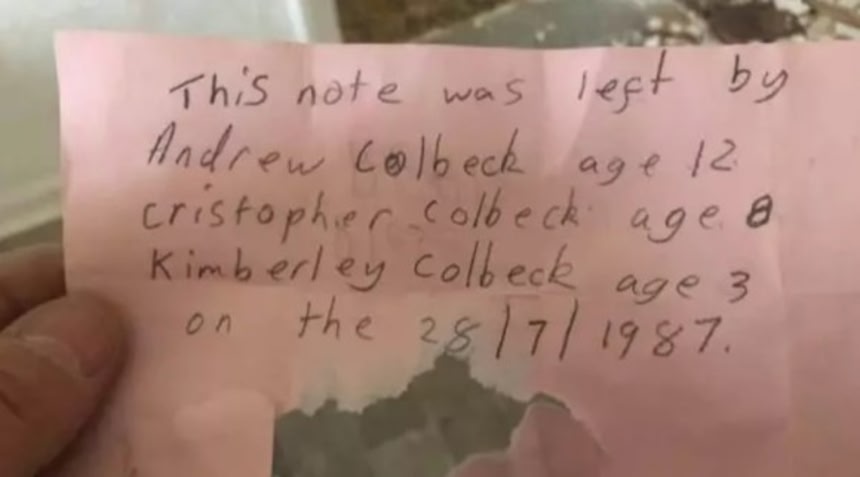 This note was left by
Andrew Colbeck age 12
cristopher colbeck age 8
Kimberley Colbeck age 3
on the 28/7/1987.